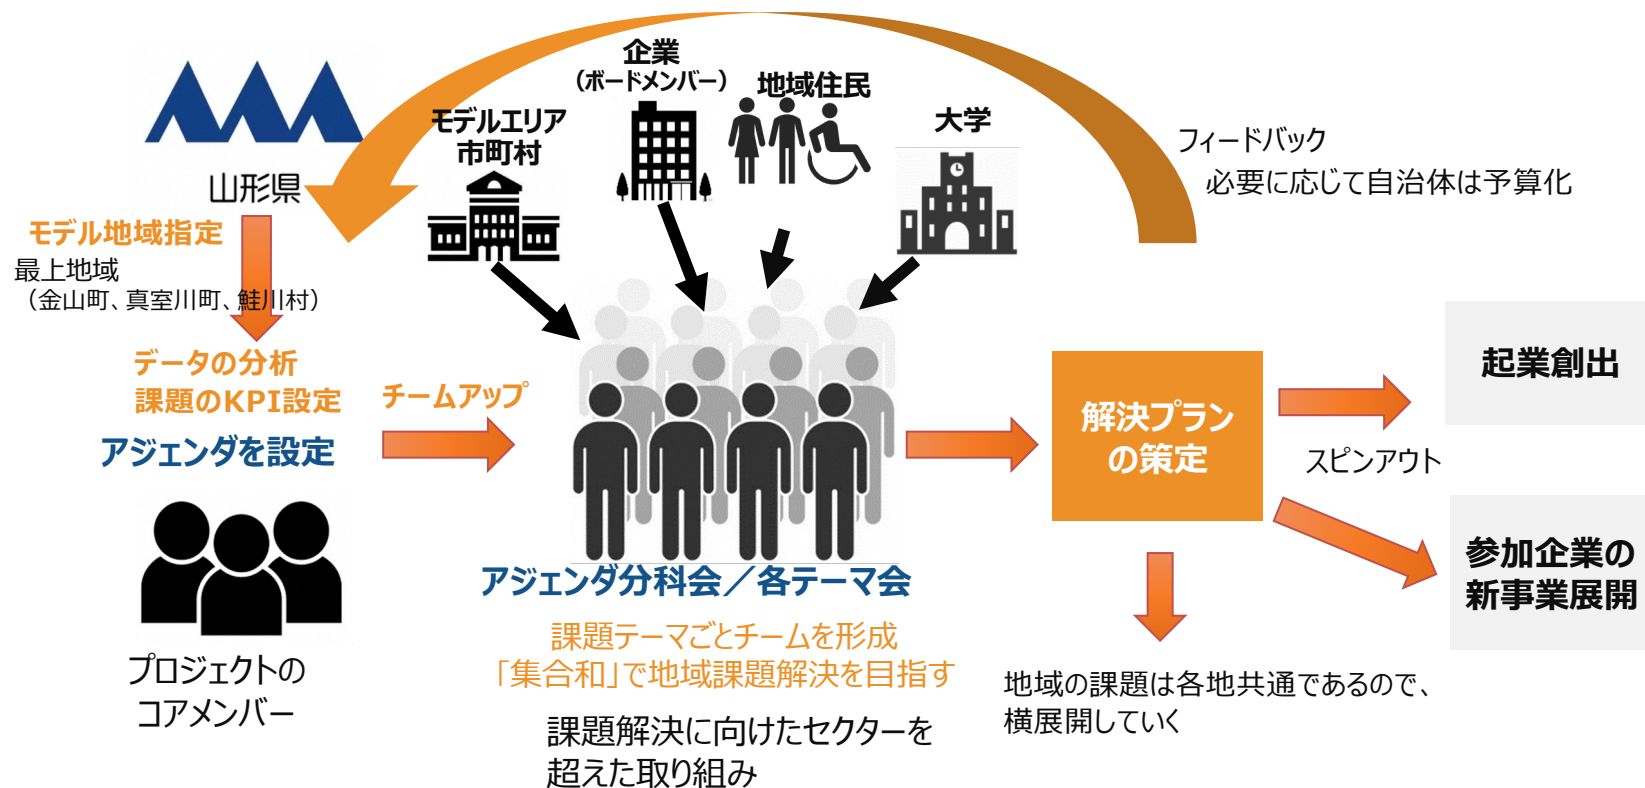 山形県
モデル地域指定
最上地域
（金山町、真室川町、鮭川村）
データの分析
課題のKPI設定
アジェンダを設定
プロジェクトの
コアメンバー
チームアップ
モデルエリア
市町村
企業
（ボードメンバー）
地域住民
大学
アジェンダ分科会／各テーマ会
課題テーマごとチームを形成
「集合和」で地域課題解決を目指す
課題解決に向けたセクターを
超えた取り組み
フィードバック
必要に応じて自治体は予算化
解決プラン
の策定
地域の課題は各地共通であるので、
横展開していく
スピンアウト
起業創出
参加企業の
新事業展開